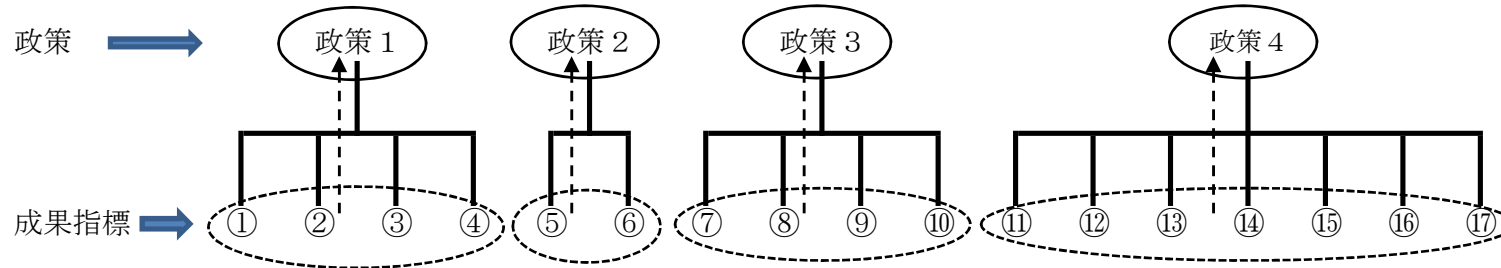 政策 政策1 政策2 政策3 政策4
成果指標 ① ② ③ ④ ⑤ ⑥ ⑦ ⑧ ⑨ ⑩ ⑪ ⑫ ⑬ ⑭ ⑮ ⑯ ⑰